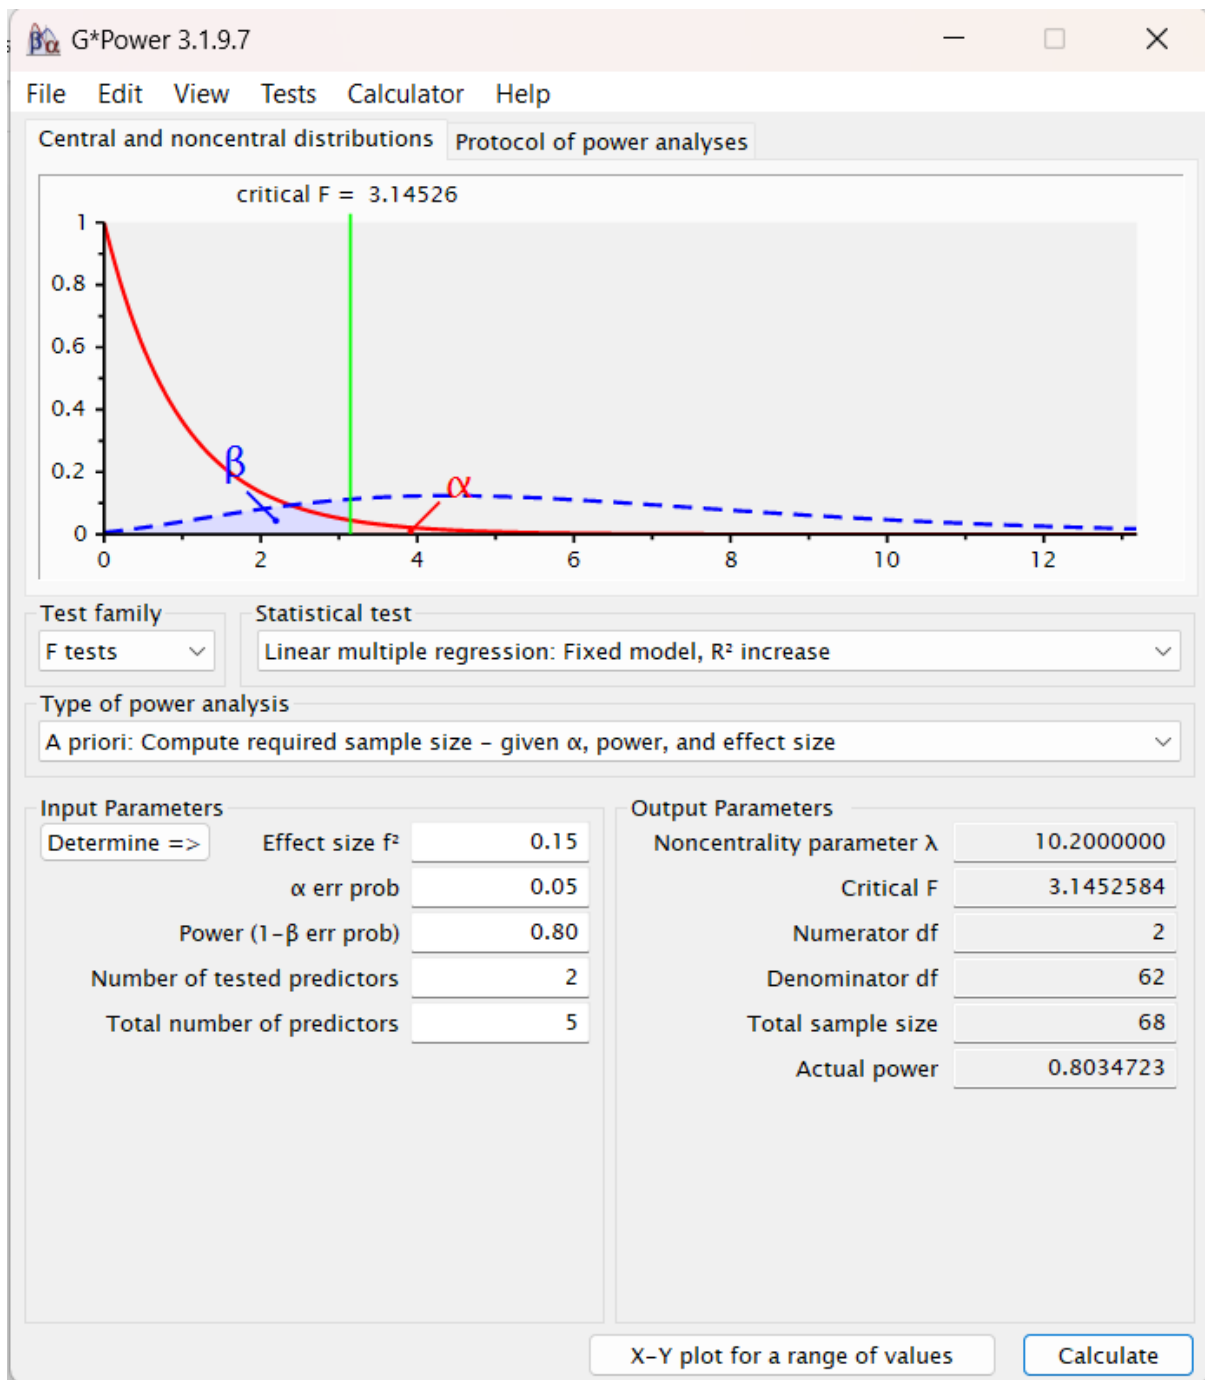 G*Power 3.1.9.7
File Edit View Tests Calculator Help
Central and noncentral distributions Protocol of power analyses
critical F = 3.14526
1
0.8
0.6
0.4
0.2
0
β
α
0 2 4 6 8 10 12
Test family
F tests
Statistical test
Linear multiple regression: Fixed model, R² increase
Type of power analysis
A priori: Compute required sample size – given α, power, and effect size
Input Parameters
Determine =>
Effect size f² 0.15
α err prob 0.05
Power (1–β err prob) 0.80
Number of tested predictors 2
Total number of predictors 5
Output Parameters
Noncentrality parameter λ 10.2000000
Critical F 3.1452584
Numerator df 2
Denominator df 62
Total sample size 68
Actual power 0.8034723
X–Y plot for a range of values
Calculate